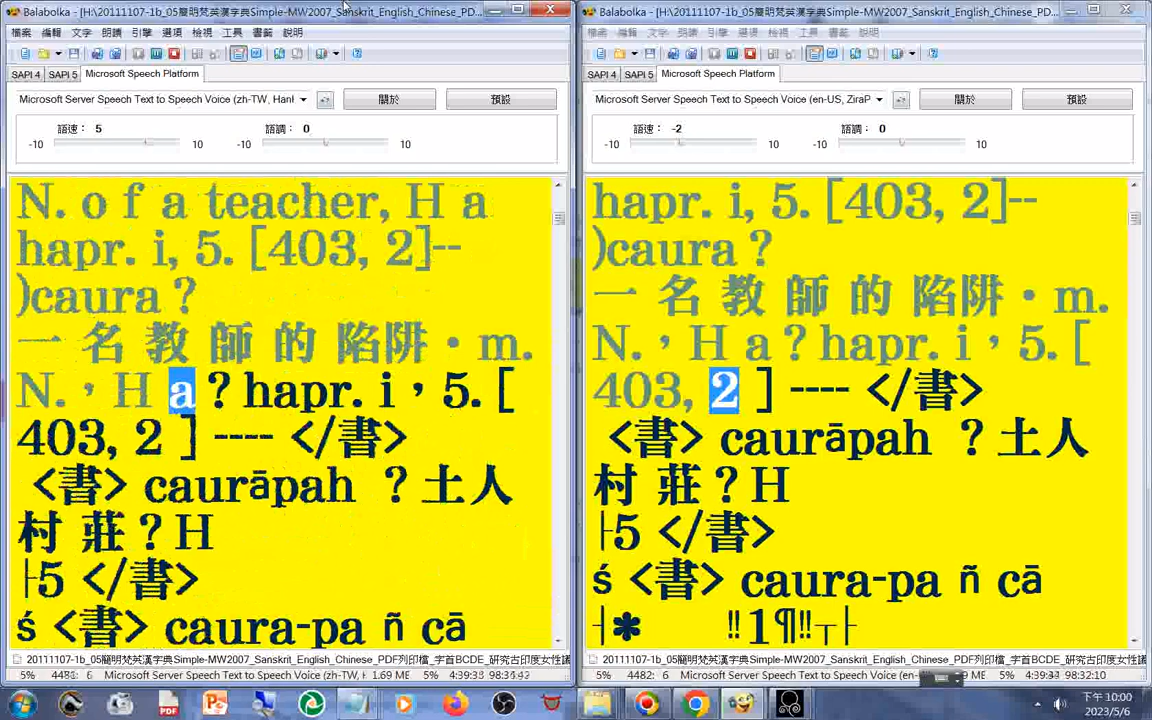 Balabolka - [H:\20111107-1b_05簡明梵英漢字典Simple-MW2007_Sanskrit_English_Chinese_PD...
檔案 編輯 文字 朗讀 引擎 選項 檢視 工具 書籤 說明
SAPI 4 SAPI 5 Microsoft Speech Platform
Microsoft Server Speech Text to Speech Voice (zh-TW, Hanl
關於 預設
語速： 5 語調： 0
-10 10 -10 10
N. o f a teacher, H a
hapr. i, 5. [403, 2]--
)caura ?
一 名 教 師 的 陷阱・m.
N.，H a ? hapr. i，5. [
403, 2 ] ---- </書>
<書> caurāpah ? 土人
村 莊 ? H
├5 </書>
ś <書> caura-pa ñ cā
20111107-1b_05簡明梵英漢字典Simple-MW2007_Sanskrit_English_Chinese_PDF列印檔_字首BCDE_研究古印度女性議
5% 4481: 6 Microsoft Server Speech Text to Speech Voice (zh-TW, H 1.69 ME 5%
Balabolka - [H:\20111107-1b_05簡明梵英漢字典Simple-MW2007_Sanskrit_English_Chinese_PD...
檔案 編輯 文字 朗讀 引擎 選項 檢視 工具 書籤 說明
SAPI 4 SAPI 5 Microsoft Speech Platform
Microsoft Server Speech Text to Speech Voice (en-US, ZiraP
關於 預設
語速： -2 語調： 0
-10 10 -10 10
hapr. i, 5. [403, 2]--
)caura ?
一 名 教 師 的 陷阱・m.
N.，H a ? hapr. i，5. [
403, 2 ] ---- </書>
<書> caurāpah ? 土人
村 莊 ? H
├5 </書>
ś <書> caura-pa ñ cā
┤✱ ‼1¶‼┬├
20111107-1b_05簡明梵英漢字典Simple-MW2007_Sanskrit_English_Chinese_PDF列印檔_字首BCDE_研究古印度女性議
5% 4482: 6 Microsoft Server Speech Text to Speech Voice (en-US, ZiraP 1.69 ME 5% 98:32:10
下午 10:00
2023/5/6